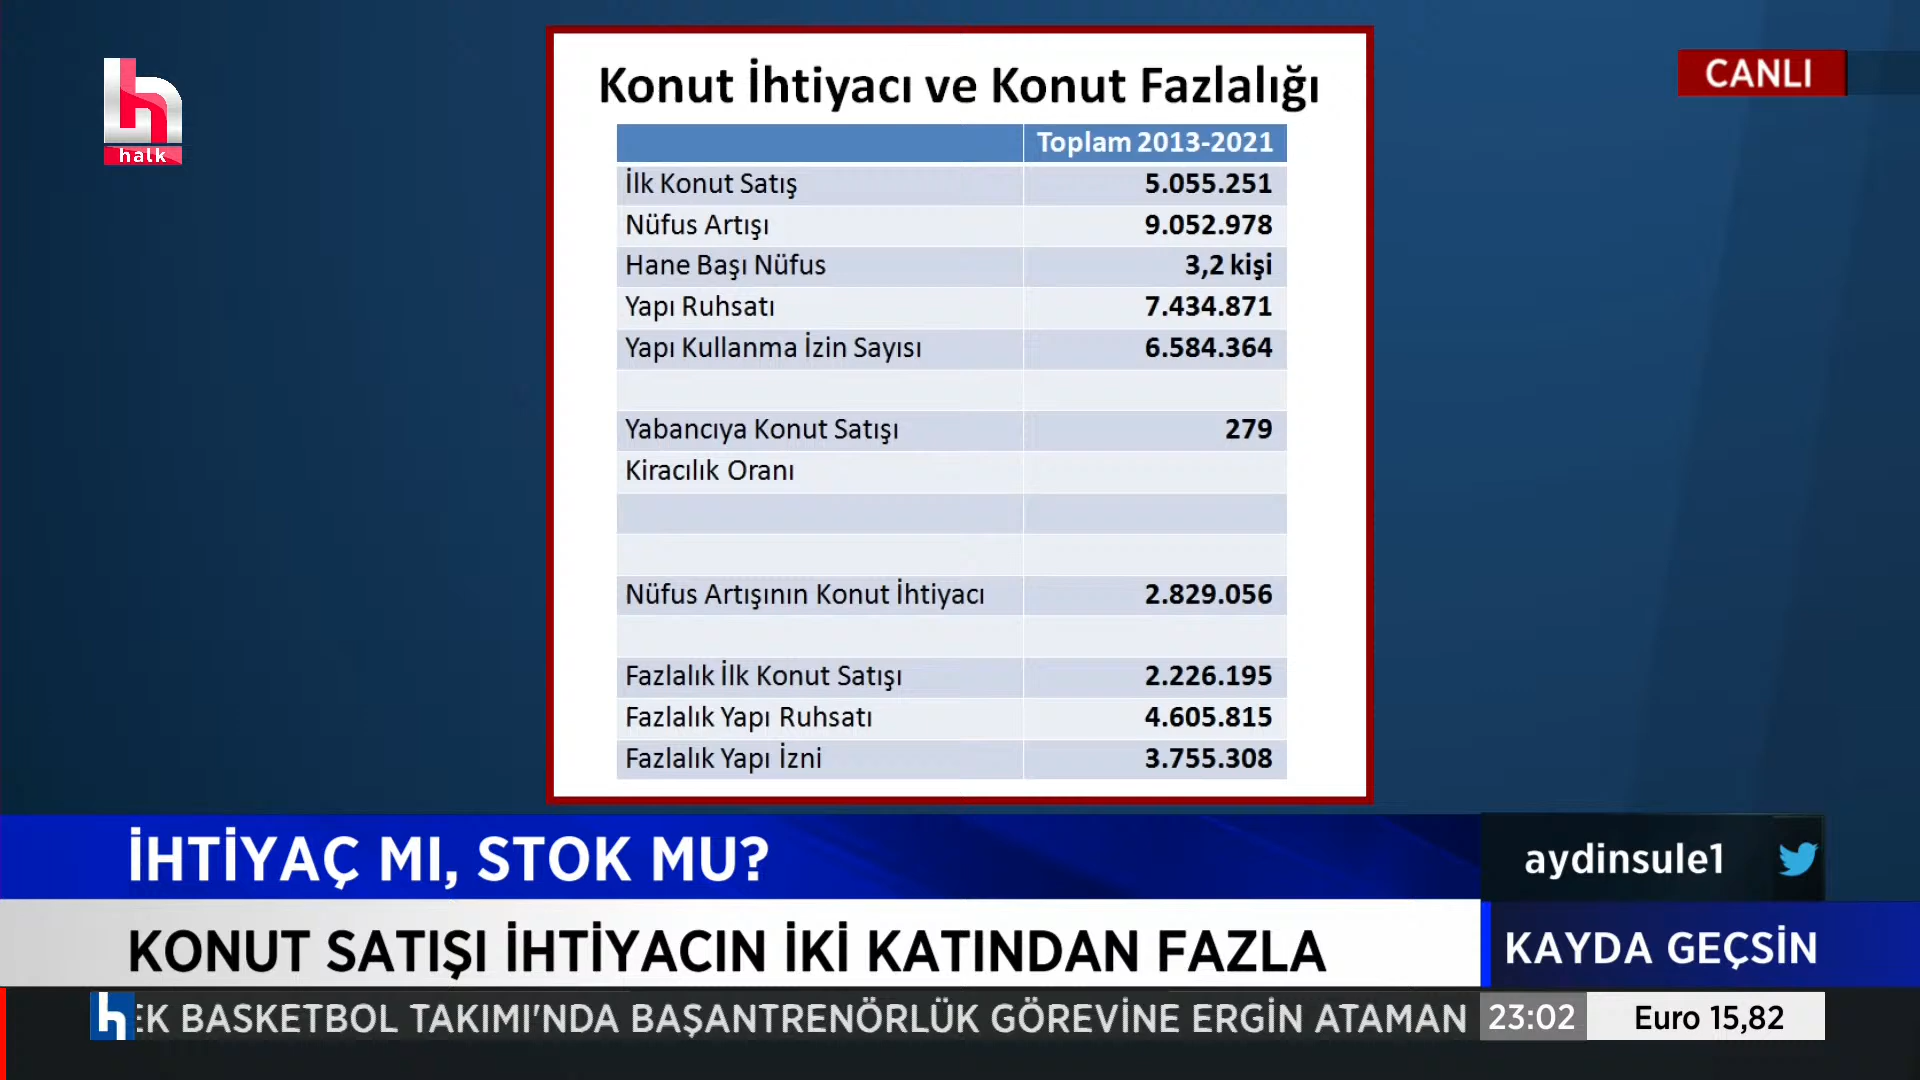 halk
CANLI
Konut İhtiyacı ve Konut Fazlalığı
Toplam 2013-2021
İlk Konut Satış 5.055.251
Nüfus Artışı 9.052.978
Hane Başı Nüfus 3,2 kişi
Yapı Ruhsatı 7.434.871
Yapı Kullanma İzin Sayısı 6.584.364
Yabancıya Konut Satışı 279
Kiracılık Oranı
Nüfus Artışının Konut İhtiyacı 2.829.056
Fazlalık İlk Konut Satışı 2.226.195
Fazlalık Yapı Ruhsatı 4.605.815
Fazlalık Yapı İzni 3.755.308
İHTİYAÇ MI, STOK MU?
aydinsule1
KONUT SATIŞI İHTİYACIN İKİ KATINDAN FAZLA
KAYDA GEÇSİN
EK BASKETBOL TAKIMI'NDA BAŞANTRENÖRLÜK GÖREVİNE ERGİN ATAMAN
23:02
Euro 15,82